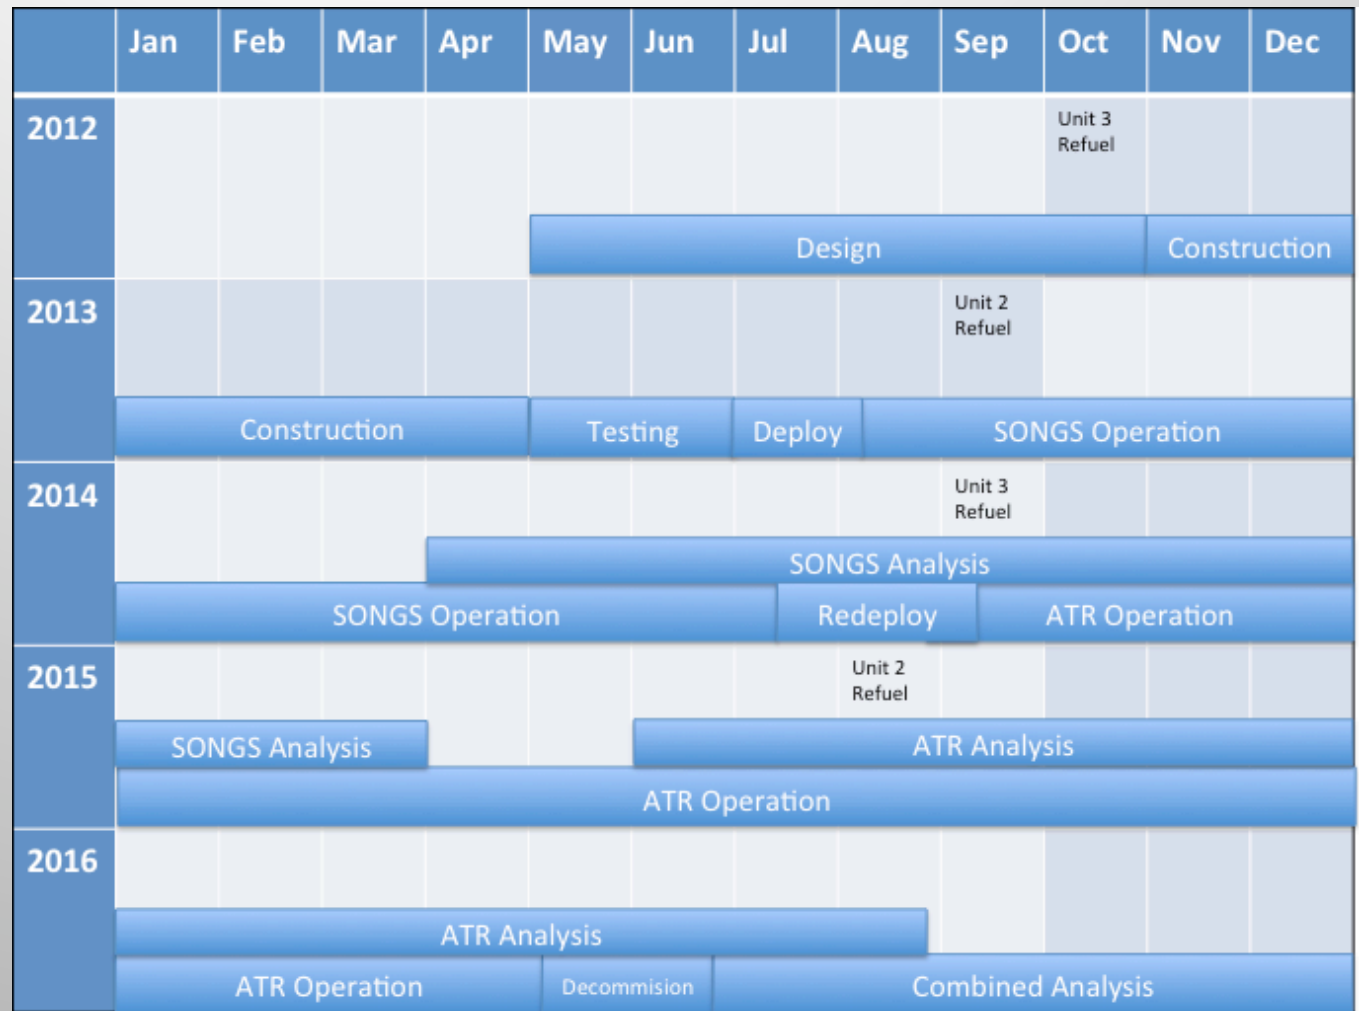 Jan Feb Mar Apr May Jun Jul Aug Sep Oct Nov Dec
2012
Unit 3
Refuel
Design Construction
2013
Unit 2
Refuel
Construction Testing Deploy SONGS Operation
2014
Unit 3
Refuel
SONGS Analysis
SONGS Operation Redeploy ATR Operation
2015
Unit 2
Refuel
SONGS Analysis ATR Analysis
ATR Operation
2016
ATR Analysis
ATR Operation Decommision Combined Analysis